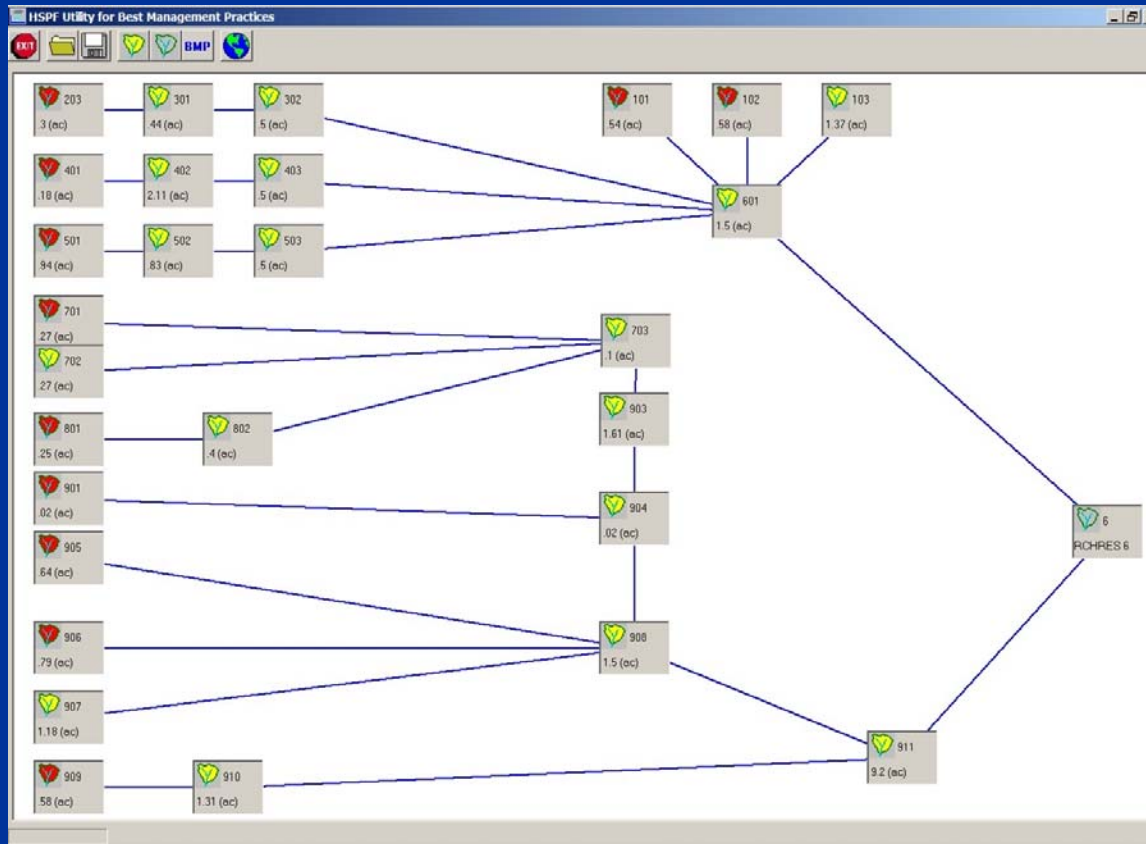 HSPF Utility for Best Management Practices
EXIT BMP
203
.3 (ac)
301
.44 (ac)
302
.5 (ac)
101
.54 (ac)
102
.58 (ac)
103
1.37 (ac)
401
.18 (ac)
402
2.11 (ac)
403
.5 (ac)
601
1.5 (ac)
501
.94 (ac)
502
.83 (ac)
503
.5 (ac)
701
.27 (ac)
703
.1 (ac)
702
.27 (ac)
903
1.61 (ac)
801
.25 (ac)
802
.4 (ac)
901
.02 (ac)
904
.02 (ac)
6
RCHRES 6
905
.64 (ac)
906
.79 (ac)
908
1.5 (ac)
907
1.18 (ac)
911
9.2 (ac)
909
.58 (ac)
910
1.31 (ac)